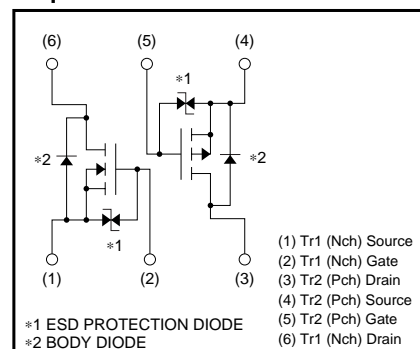 (6) (5) (4)
∗1
∗2 ∗2
∗1
(1) (2) (3)
(1) Tr1 (Nch) Source
(2) Tr1 (Nch) Gate
(3) Tr2 (Pch) Drain
(4) Tr2 (Pch) Source
(5) Tr2 (Pch) Gate
(6) Tr1 (Nch) Drain
∗1 ESD PROTECTION DIODE
∗2 BODY DIODE